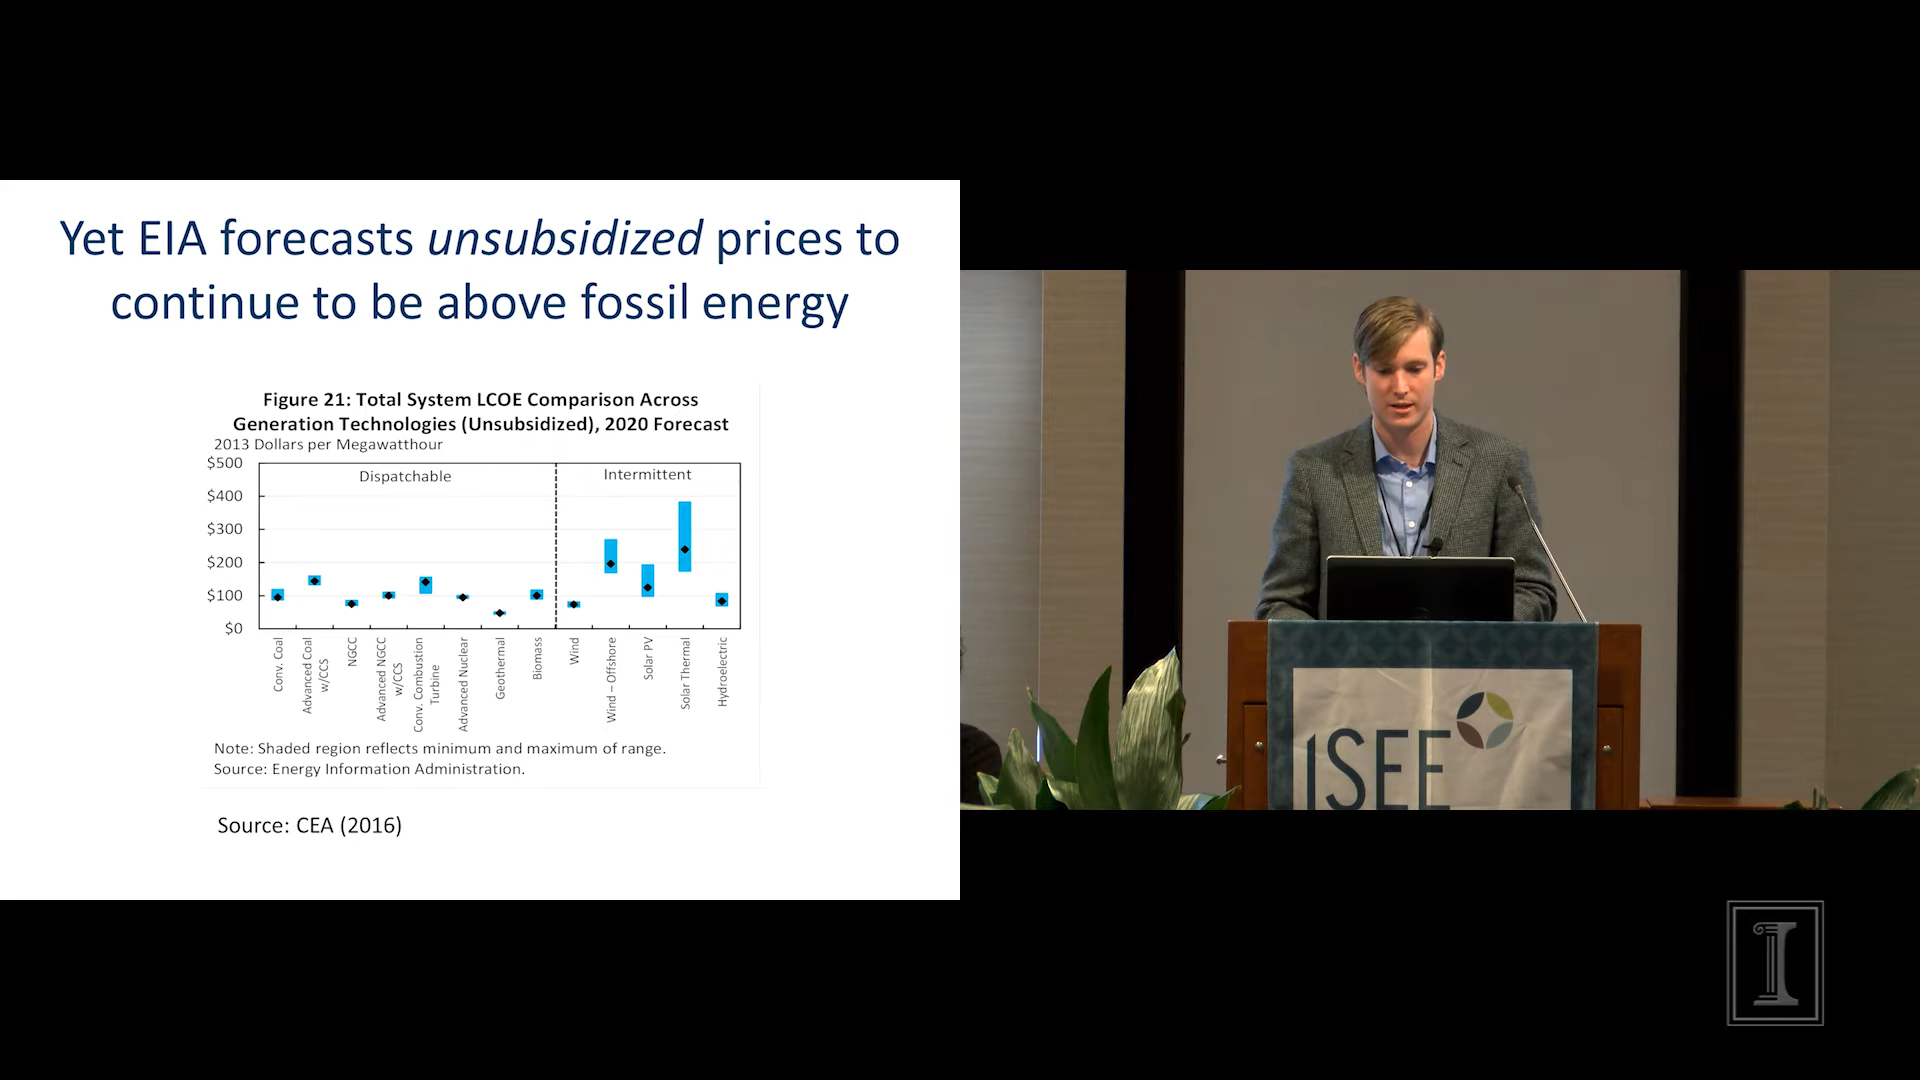 Yet EIA forecasts unsubsidized prices to
continue to be above fossil energy
Figure 21: Total System LCOE Comparison Across
Generation Technologies (Unsubsidized), 2020 Forecast
2013 Dollars per Megawatthour
$500
$400
$300
$200
$100
$0
Dispatchable
Intermittent
Conv. Coal
Advanced Coal
w/CCS
NGCC
Advanced NGCC
w/CCS
Conv. Combustion
Turbine
Advanced Nuclear
Geothermal
Biomass
Wind
Wind – Offshore
Solar PV
Solar Thermal
Hydroelectric
Note: Shaded region reflects minimum and maximum of range.
Source: Energy Information Administration.
Source: CEA (2016)
iSEE
I